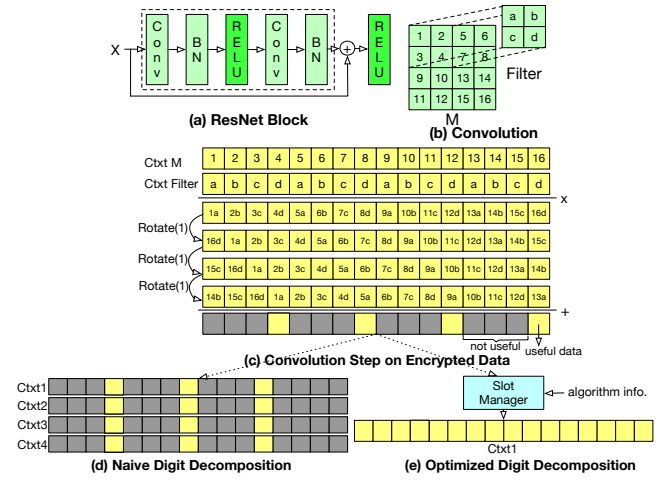 X
Conv
BN
RELU
Conv
BN
+
RELU
(a) ResNet Block
a b
c d
1 2 5 6
3 4 7 8
9 10 13 14
11 12 15 16
Filter
M
(b) Convolution
Ctxt M 1 2 3 4 5 6 7 8 9 10 11 12 13 14 15 16
Ctxt Filter a b c d a b c d a b c d a b c d
x
1a 2b 3c 4d 5a 6b 7c 8d 9a 10b 11c 12d 13a 14b 15c 16d
Rotate(1)
16d 1a 2b 3c 4d 5a 6b 7c 8d 9a 10b 11c 12d 13a 14b 15c
Rotate(1)
15c 16d 1a 2b 3c 4d 5a 6b 7c 8d 9a 10b 11c 12d 13a 14b
Rotate(1)
14b 15c 16d 1a 2b 3c 4d 5a 6b 7c 8d 9a 10b 11c 12d 13a
+
not useful
useful data
(c) Convolution Step on Encrypted Data
Ctxt1
Ctxt2
Ctxt3
Ctxt4
(d) Naive Digit Decomposition
Slot
Manager
algorithm info.
Ctxt1
(e) Optimized Digit Decomposition